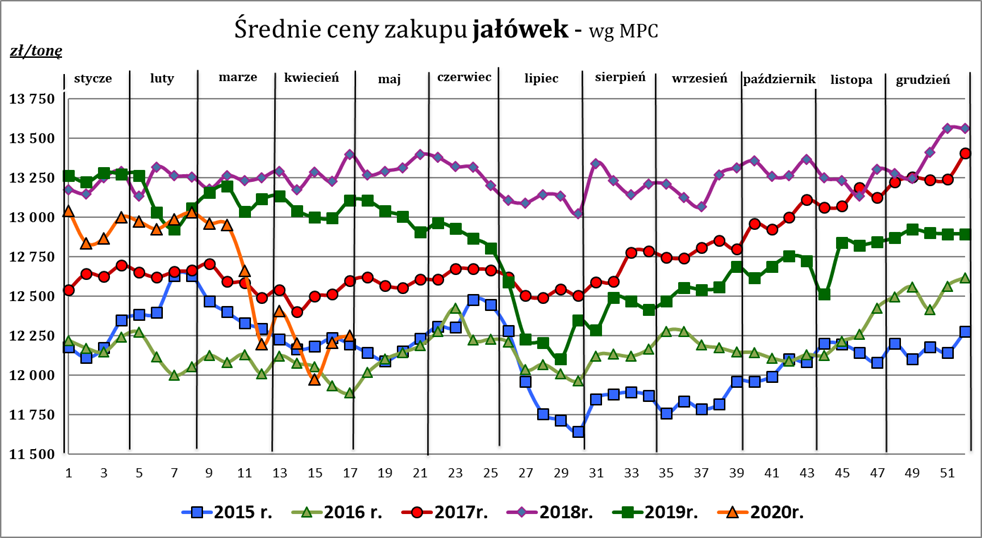 Średnie ceny zakupu jałówek - wg MPC
zł/tonę
stycze luty marze kwiecień maj czerwiec lipiec sierpień wrzesień październik listopa grudzień
13 750
13 500
13 250
13 000
12 750
12 500
12 250
12 000
11 750
11 500
1 3 5 7 9 11 13 15 17 19 21 23 25 27 29 31 33 35 37 39 41 43 45 47 49 51
2015 r. 2016 r. 2017r. 2018r. 2019r. 2020r.